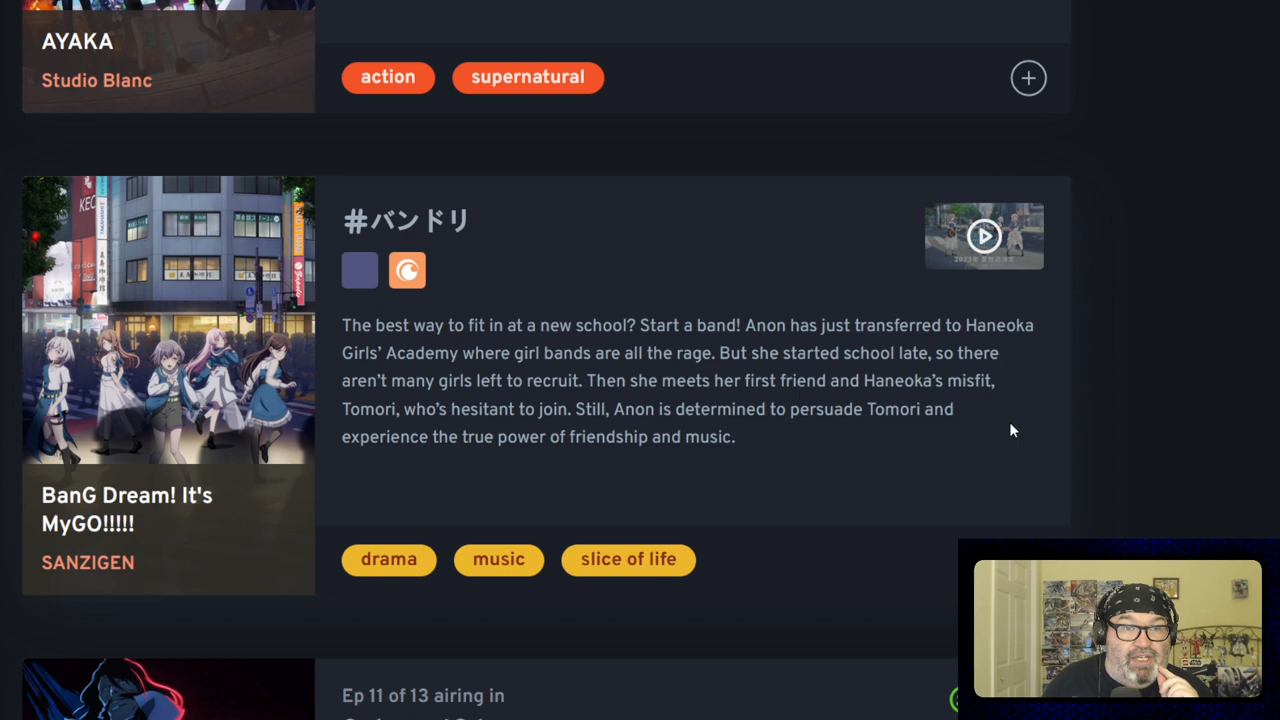 AYAKA
Studio Blanc
action
supernatural
KEC
#バンドリ
The best way to fit in at a new school? Start a band! Anon has just transferred to Haneoka
Girls’ Academy where girl bands are all the rage. But she started school late, so there
aren’t many girls left to recruit. Then she meets her first friend and Haneoka’s misfit,
Tomori, who’s hesitant to join. Still, Anon is determined to persuade Tomori and
experience the true power of friendship and music.
BanG Dream! It's
MyGO!!!!!
SANZIGEN
drama
music
slice of life
Ep 11 of 13 airing in